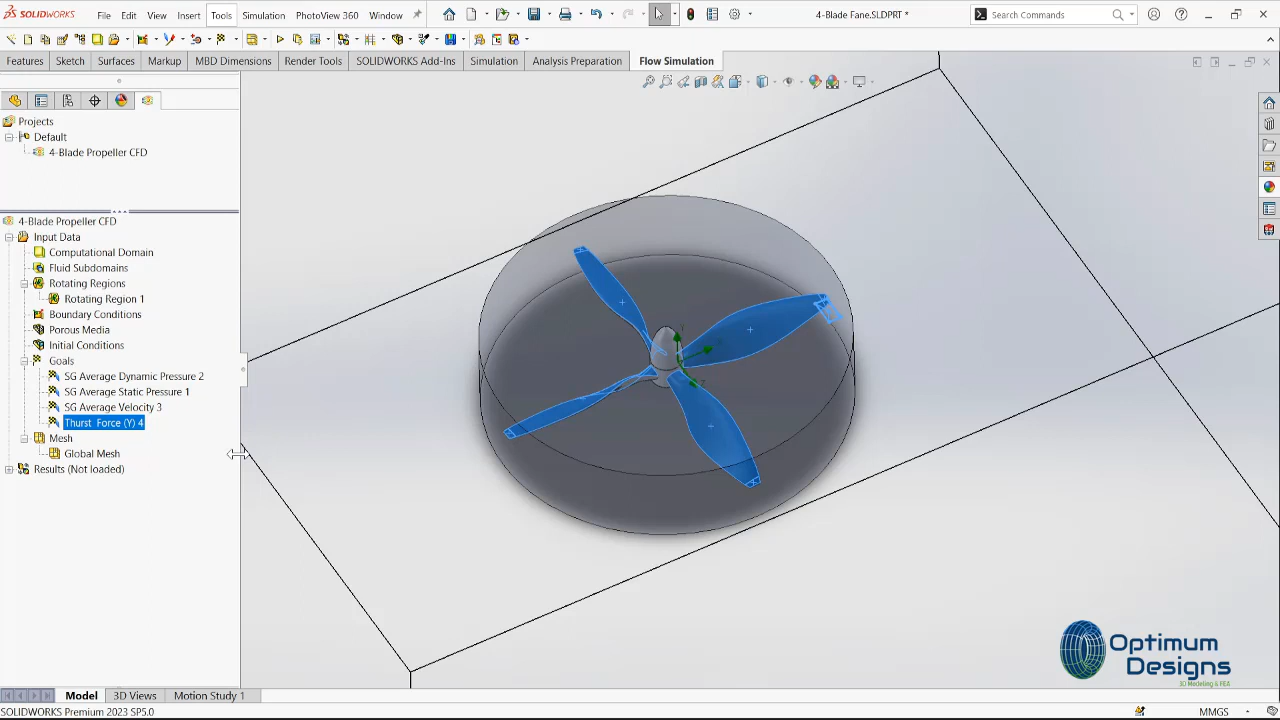 SOLIDWORKS File Edit View Insert Tools Simulation PhotoView 360 Window 4-Blade Fane.SLDPRT * Search Commands
Features Sketch Surfaces Markup MBD Dimensions Render Tools SOLIDWORKS Add-Ins Simulation Analysis Preparation Flow Simulation
Projects
Default
4-Blade Propeller CFD
4-Blade Propeller CFD
Input Data
Computational Domain
Fluid Subdomains
Rotating Regions
Rotating Region 1
Boundary Conditions
Porous Media
Initial Conditions
Goals
SG Average Dynamic Pressure 2
SG Average Static Pressure 1
SG Average Velocity 3
Thurst Force (Y) 4
Mesh
Global Mesh
Results (Not loaded)
Optimum
Designs
3D Modeling & FEA
Model 3D Views Motion Study 1
SOLIDWORKS Premium 2023 SP5.0 MMGS